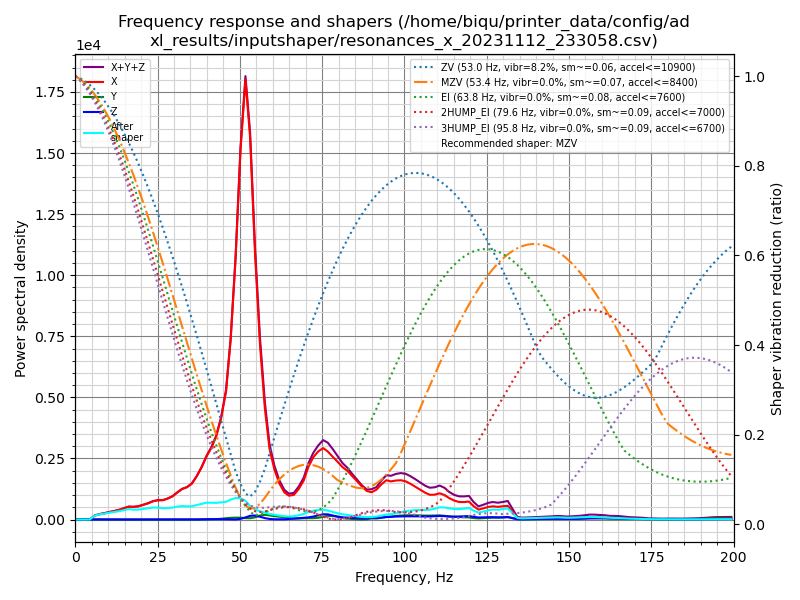 Frequency response and shapers (/home/biqu/printer_data/config/ad
xl_results/inputshaper/resonances_x_20231112_233058.csv)
1e4
X+Y+Z
X
Y
Z
After
shaper
ZV (53.0 Hz, vibr=8.2%, sm~=0.06, accel<=10900)
MZV (53.4 Hz, vibr=0.0%, sm~=0.07, accel<=8400)
EI (63.8 Hz, vibr=0.0%, sm~=0.08, accel<=7600)
2HUMP_EI (79.6 Hz, vibr=0.0%, sm~=0.09, accel<=7000)
3HUMP_EI (95.8 Hz, vibr=0.0%, sm~=0.09, accel<=6700)
Recommended shaper: MZV
Power spectral density
1.75
1.50
1.25
1.00
0.75
0.50
0.25
0.00
1.0
0.8
0.6
0.4
0.2
0.0
Shaper vibration reduction (ratio)
0 25 50 75 100 125 150 175 200
Frequency, Hz